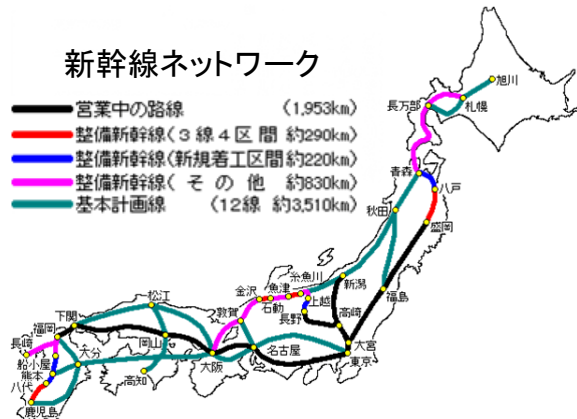 新幹線ネットワーク
営業中の路線 (1,953km)
整備新幹線(3線4区間 約290km)
整備新幹線(新規着工区間約220km)
整備新幹線( その他 約830km)
基本計画線 (12線 約3,510km)
旭川
長万部
札幌
青森
八戸
秋田
盛岡
糸魚川
魚津
金沢
新潟
石動
上越
福島
松江
敦賀
長野
高崎
下関
福岡
大宮
長崎
大分
岡山
名古屋
東京
船小屋
大阪
熊本
高知
八代
鹿児島